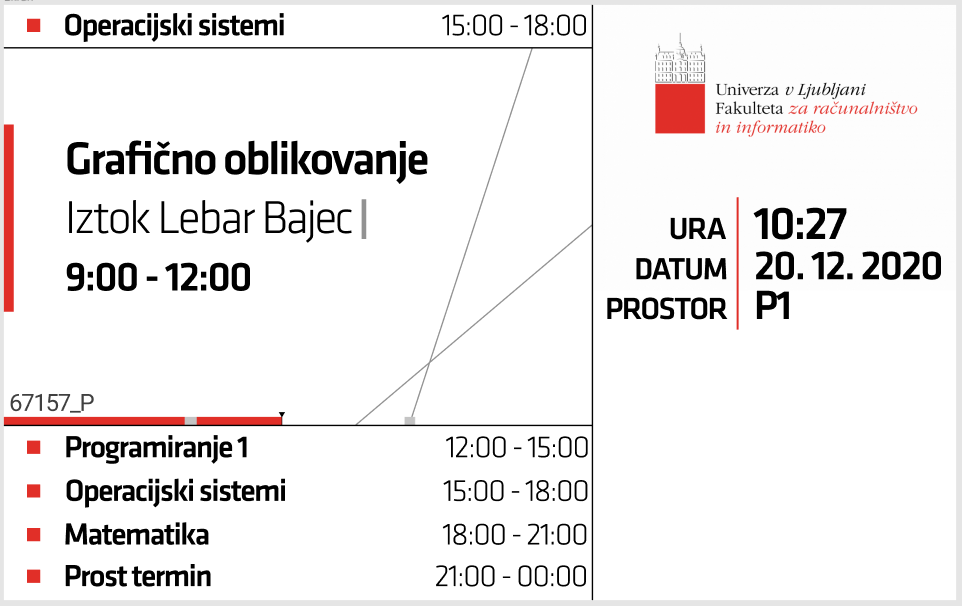 Operacijski sistemi 15:00 - 18:00
Grafično oblikovanje
Iztok Lebar Bajec
9:00 - 12:00
67157_P
Programiranje 1 12:00 - 15:00
Operacijski sistemi 15:00 - 18:00
Matematika 18:00 - 21:00
Prost termin 21:00 - 00:00
Univerza v Ljubljani
Fakulteta za računalništvo
in informatiko
URA 10:27
DATUM 20. 12. 2020
PROSTOR P1